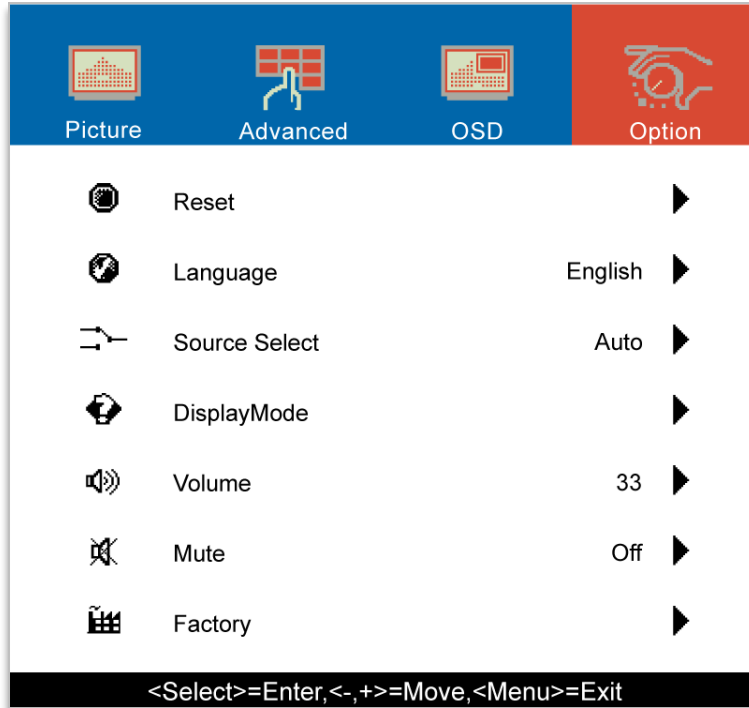 Picture Advanced OSD Option
Reset
Language English
Source Select Auto
DisplayMode
Volume 33
Mute Off
Factory
<Select>=Enter,<-,+>=Move,<Menu>=Exit